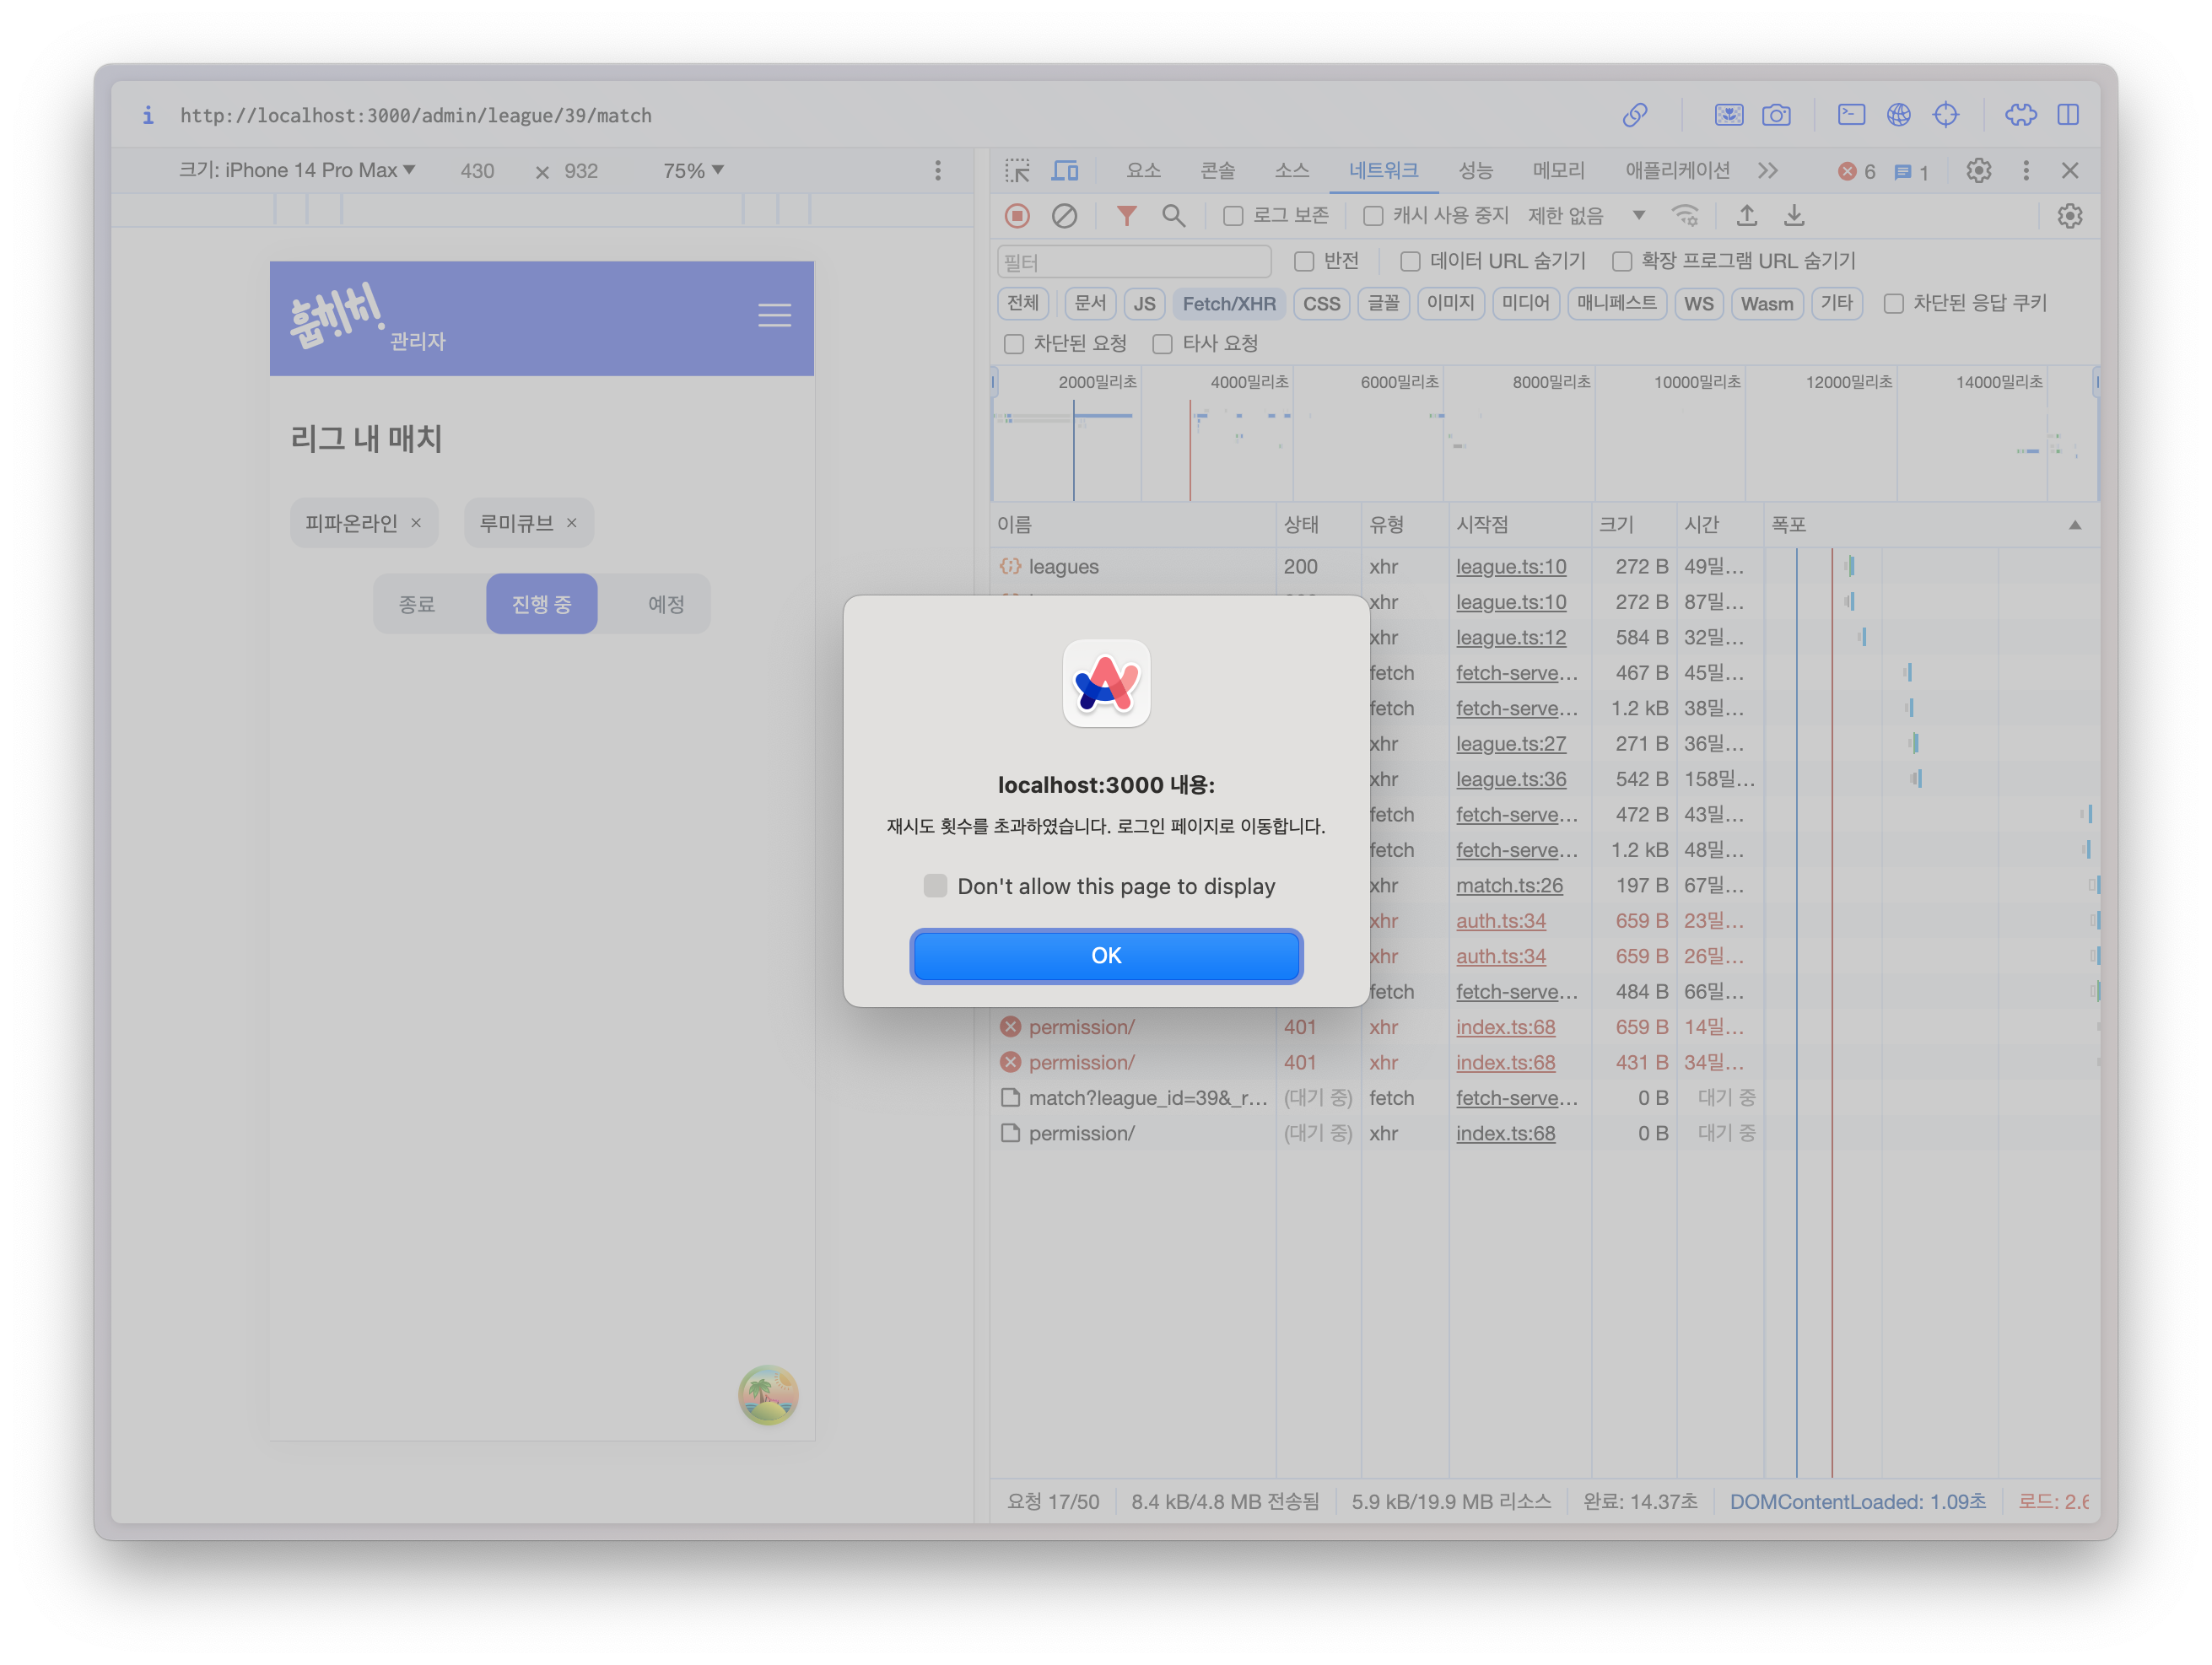 http://localhost:3000/admin/league/39/match
크기: iPhone 14 Pro Max 430 × 932 75%
요소 콘솔 소스 네트워크 성능 메모리 애플리케이션 6 1
로그 보존 캐시 사용 중지 제한 없음
필터 반전 데이터 URL 숨기기 확장 프로그램 URL 숨기기
전체 문서 JS Fetch/XHR CSS 글꼴 이미지 미디어 매니페스트 WS Wasm 기타 차단된 응답 쿠키
차단된 요청 타사 요청
2000밀리초 4000밀리초 6000밀리초 8000밀리초 10000밀리초 12000밀리초 14000밀리초
훕치치!
관리자
리그 내 매치
피파온라인 × 루미큐브 ×
종료 진행 중 예정
이름 상태 유형 시작점 크기 시간 폭포
leagues 200 xhr league.ts:10 272 B 49밀...
xhr league.ts:10 272 B 87밀...
xhr league.ts:12 584 B 32밀...
fetch fetch-serve... 467 B 45밀...
fetch fetch-serve... 1.2 kB 38밀...
xhr league.ts:27 271 B 36밀...
xhr league.ts:36 542 B 158밀...
fetch fetch-serve... 472 B 43밀...
fetch fetch-serve... 1.2 kB 48밀...
xhr match.ts:26 197 B 67밀...
xhr auth.ts:34 659 B 23밀...
xhr auth.ts:34 659 B 26밀...
fetch fetch-serve... 484 B 66밀...
permission/ 401 xhr index.ts:68 659 B 14밀...
permission/ 401 xhr index.ts:68 431 B 34밀...
match?league_id=39&_r... (대기 중) fetch fetch-serve... 0 B 대기 중
permission/ (대기 중) xhr index.ts:68 0 B 대기 중
localhost:3000 내용:
재시도 횟수를 초과하였습니다. 로그인 페이지로 이동합니다.
Don't allow this page to display
OK
요청 17/50 8.4 kB/4.8 MB 전송됨 5.9 kB/19.9 MB 리소스 완료: 14.37초 DOMContentLoaded: 1.09초 로드: 2.6